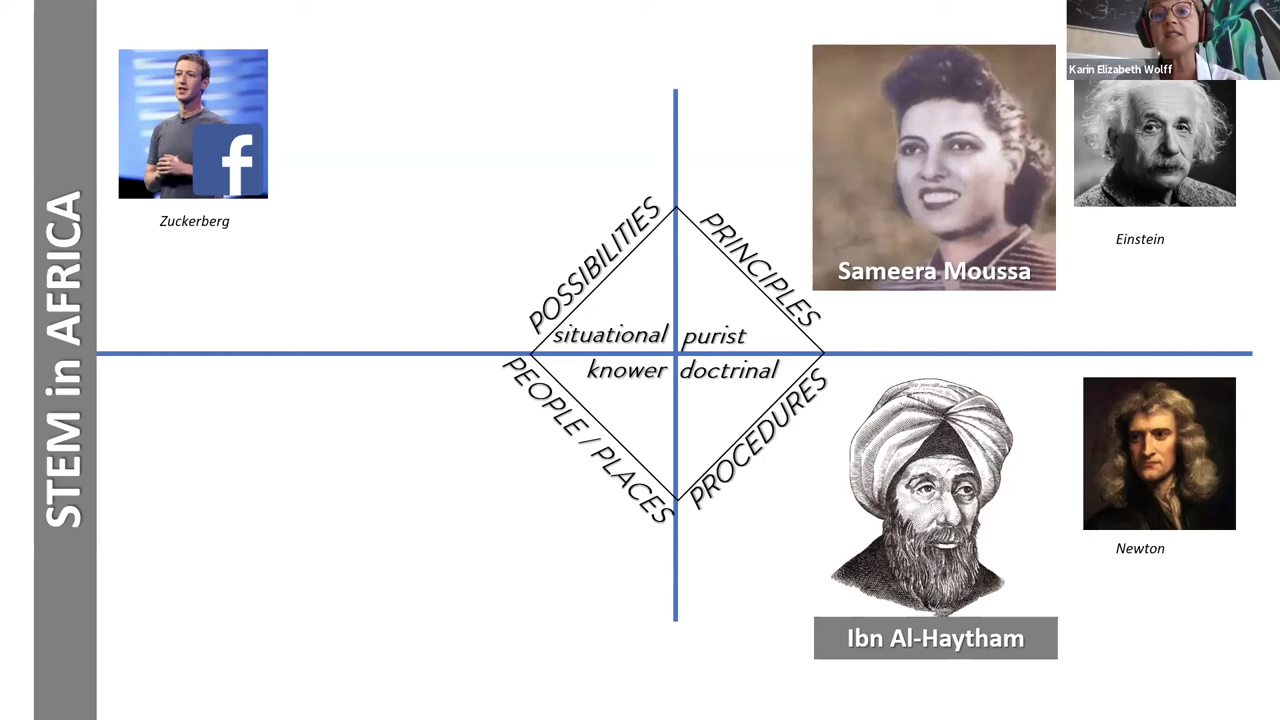 STEM in AFRICA
f
Zuckerberg
Sameera Moussa
Karin Elizabeth Wolff
Einstein
POSSIBILITIES
PRINCIPLES
situational
purist
knower
doctrinal
PEOPLE / PLACES
PROCEDURES
Newton
Ibn Al-Haytham